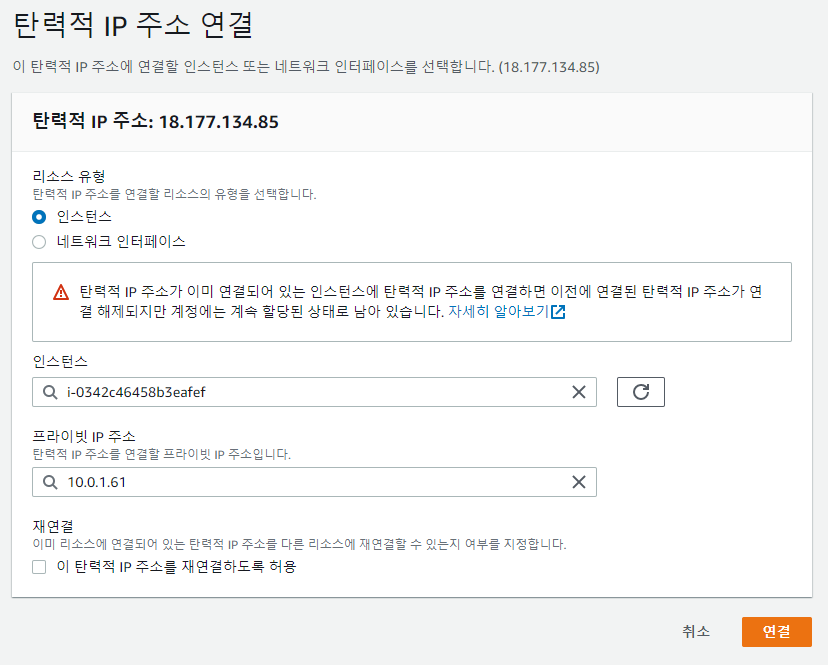 탄력적 IP 주소 연결
이 탄력적 IP 주소에 연결할 인스턴스 또는 네트워크 인터페이스를 선택합니다. (18.177.134.85)
탄력적 IP 주소: 18.177.134.85
리소스 유형
탄력적 IP 주소를 연결할 리소스의 유형을 선택합니다.
인스턴스
네트워크 인터페이스
탄력적 IP 주소가 이미 연결되어 있는 인스턴스에 탄력적 IP 주소를 연결하면 이전에 연결된 탄력적 IP 주소가 연
결 해제되지만 계정에는 계속 할당된 상태로 남아 있습니다. 자세히 알아보기
인스턴스
i-0342c46458b3eafef
프라이빗 IP 주소
탄력적 IP 주소를 연결할 프라이빗 IP 주소입니다.
10.0.1.61
재연결
이미 리소스에 연결되어 있는 탄력적 IP 주소를 다른 리소스에 재연결할 수 있는지 여부를 지정합니다.
이 탄력적 IP 주소를 재연결하도록 허용
취소
연결